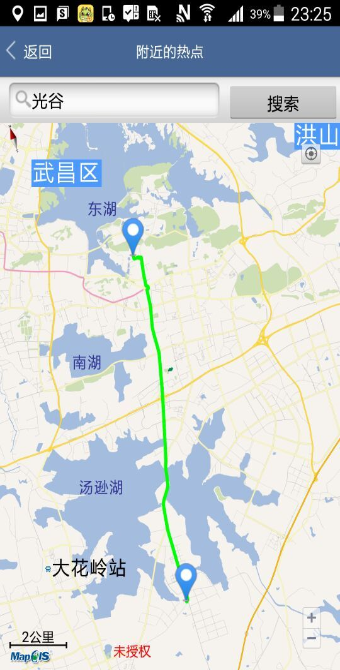 39% 23:25
返回
附近的热点
光谷
搜索
洪山
武昌区
东湖
南湖
汤逊湖
大花岭站
2公里
MapGIS
未授权